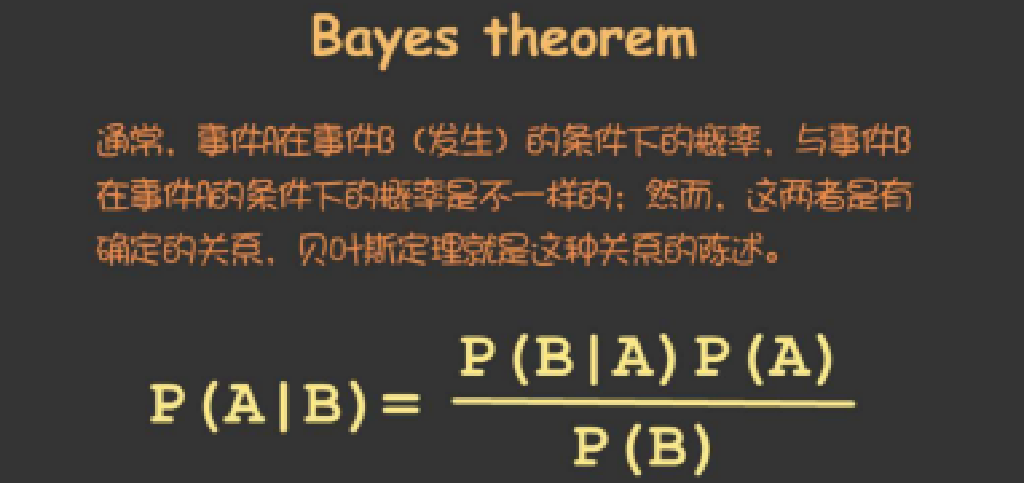 Bayes theorem
通常，事件A在事件B（发生）的条件下的概率，与事件B
在事件A的条件下的概率是不一样的；然而，这两者是有
确定的关系，贝叶斯定理就是这种关系的陈述。
P(B|A)P(A)
P(A|B)=
P(B)